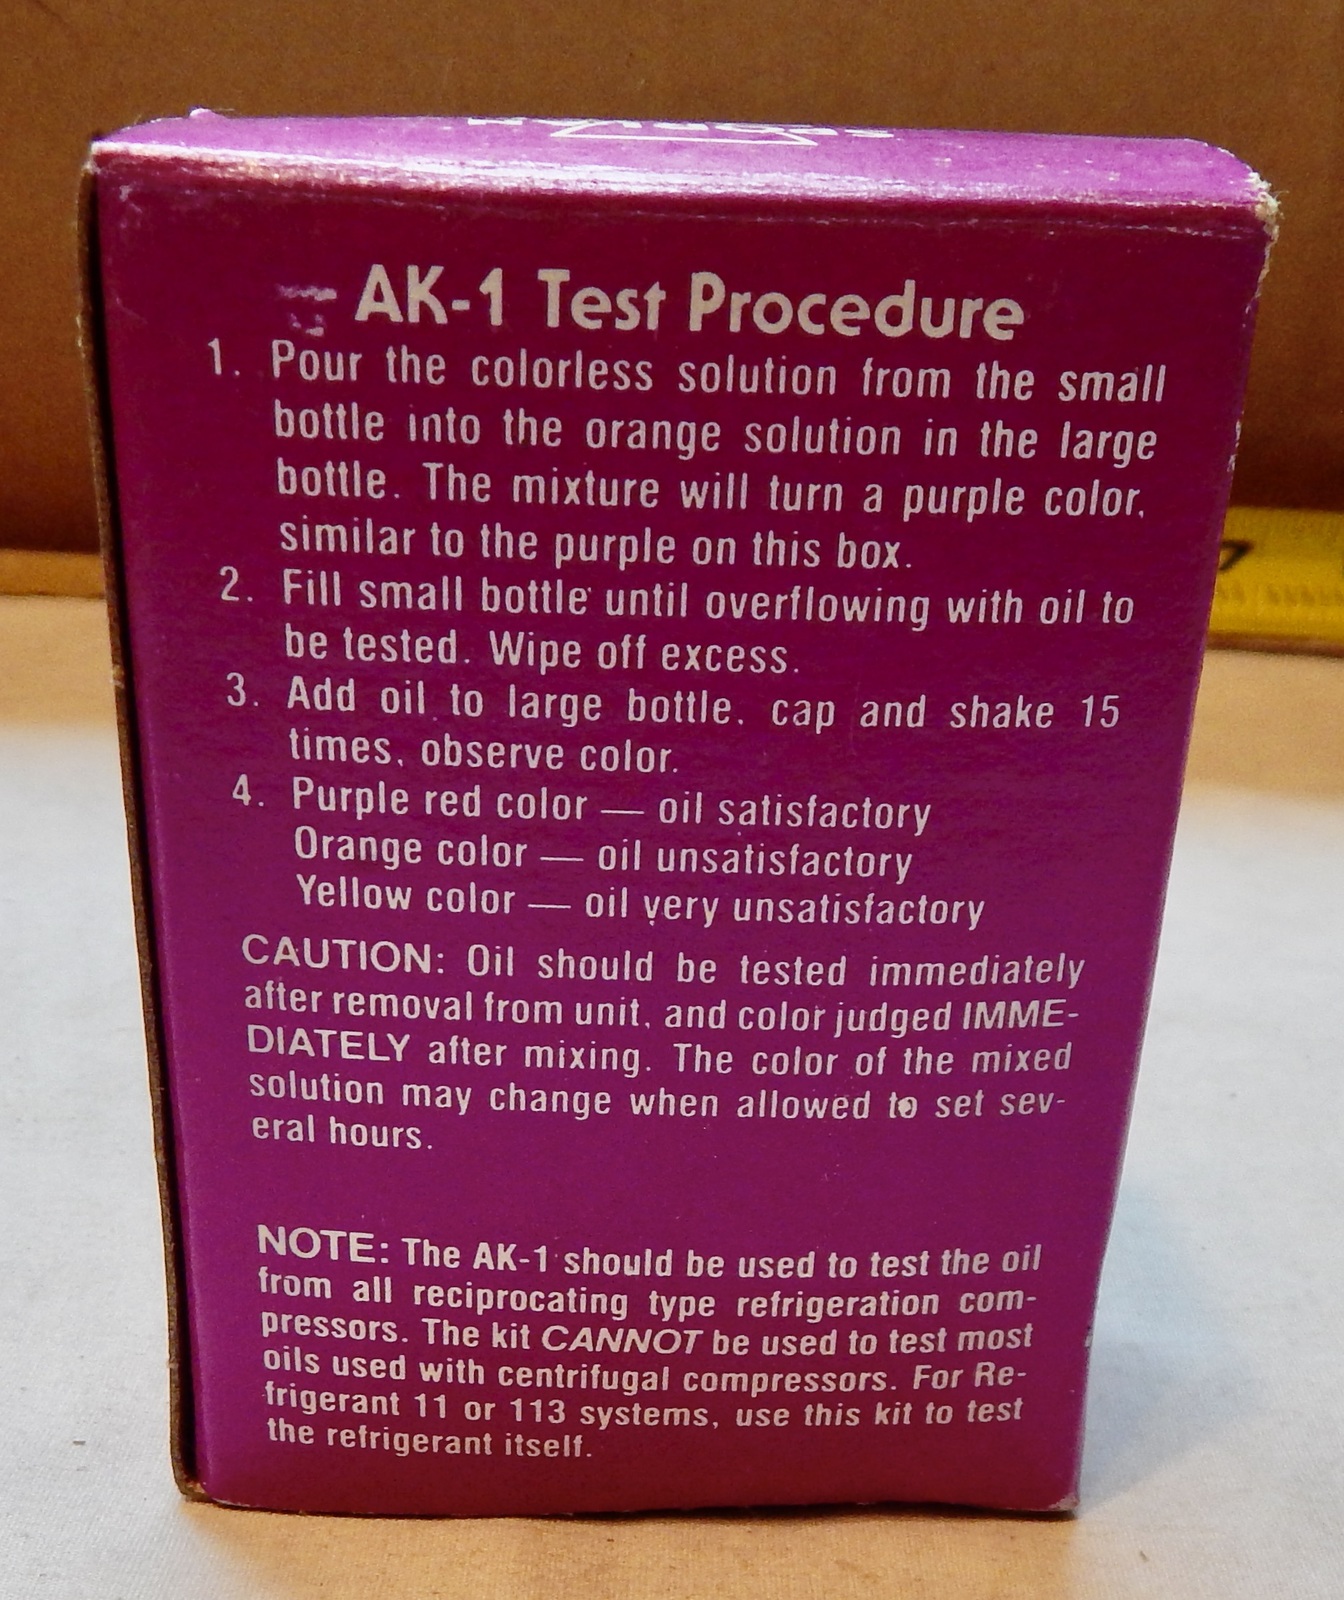 AK-1 Test Procedure
1. Pour the colorless solution from the small
bottle into the orange solution in the large
bottle. The mixture will turn a purple color,
similar to the purple on this box.
2. Fill small bottle until overflowing with oil to
be tested. Wipe off excess.
3. Add oil to large bottle, cap and shake 15
times, observe color.
4. Purple red color — oil satisfactory
Orange color — oil unsatisfactory
Yellow color — oil very unsatisfactory
CAUTION: Oil should be tested immediately
after removal from unit, and color judged IMME-
DIATELY after mixing. The color of the mixed
solution may change when allowed to set sev-
eral hours.
NOTE: The AK-1 should be used to test the oil
from all reciprocating type refrigeration com-
pressors. The kit CANNOT be used to test most
oils used with centrifugal compressors. For Re-
frigerant 11 or 113 systems, use this kit to test
the refrigerant itself.